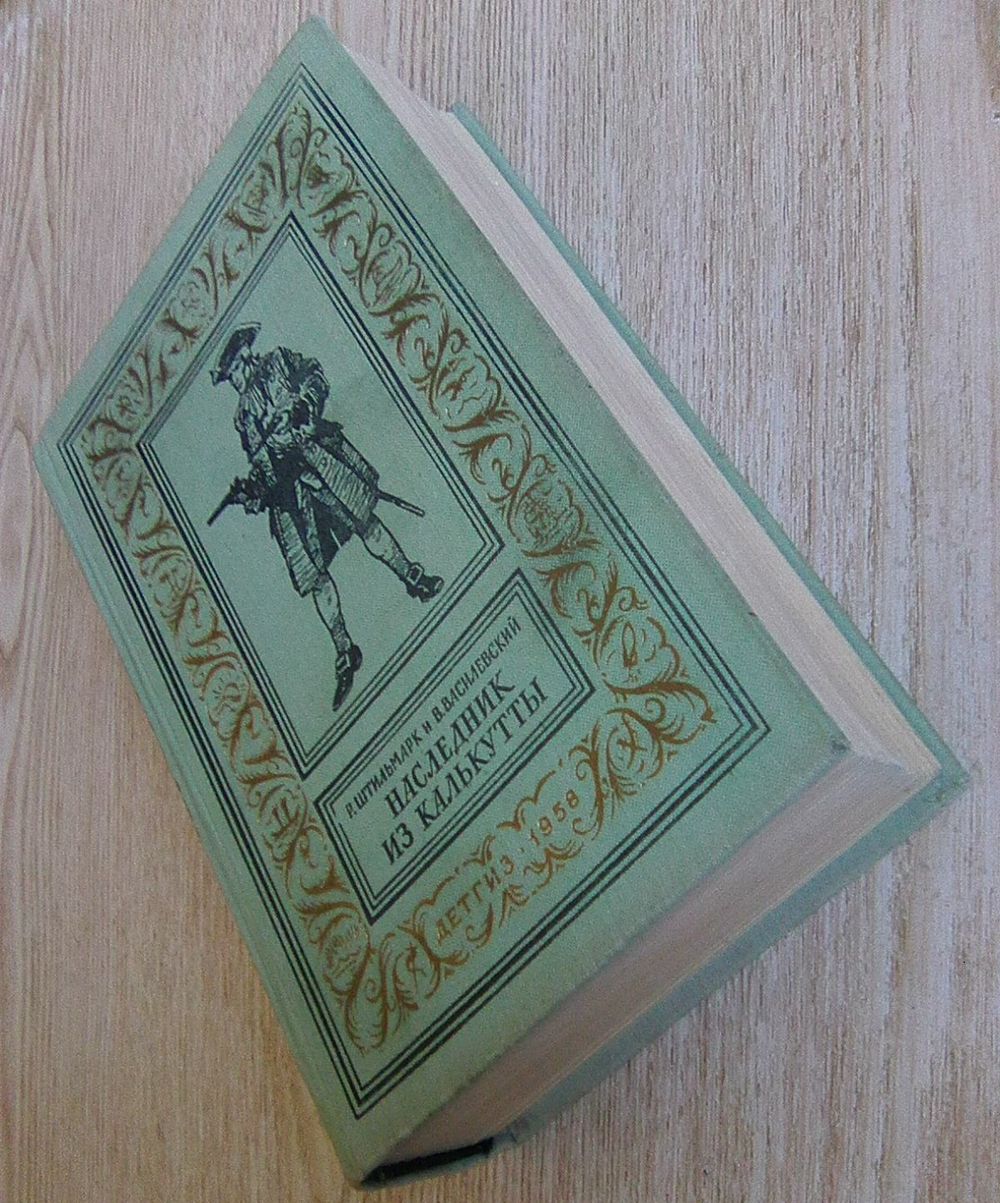 Р. ШТИЛЬМАРК И В. ВАСИЛЕВСКИЙ
НАСЛЕДНИК
ИЗ КАЛЬКУТТЫ
ДЕТГИЗ · 1958